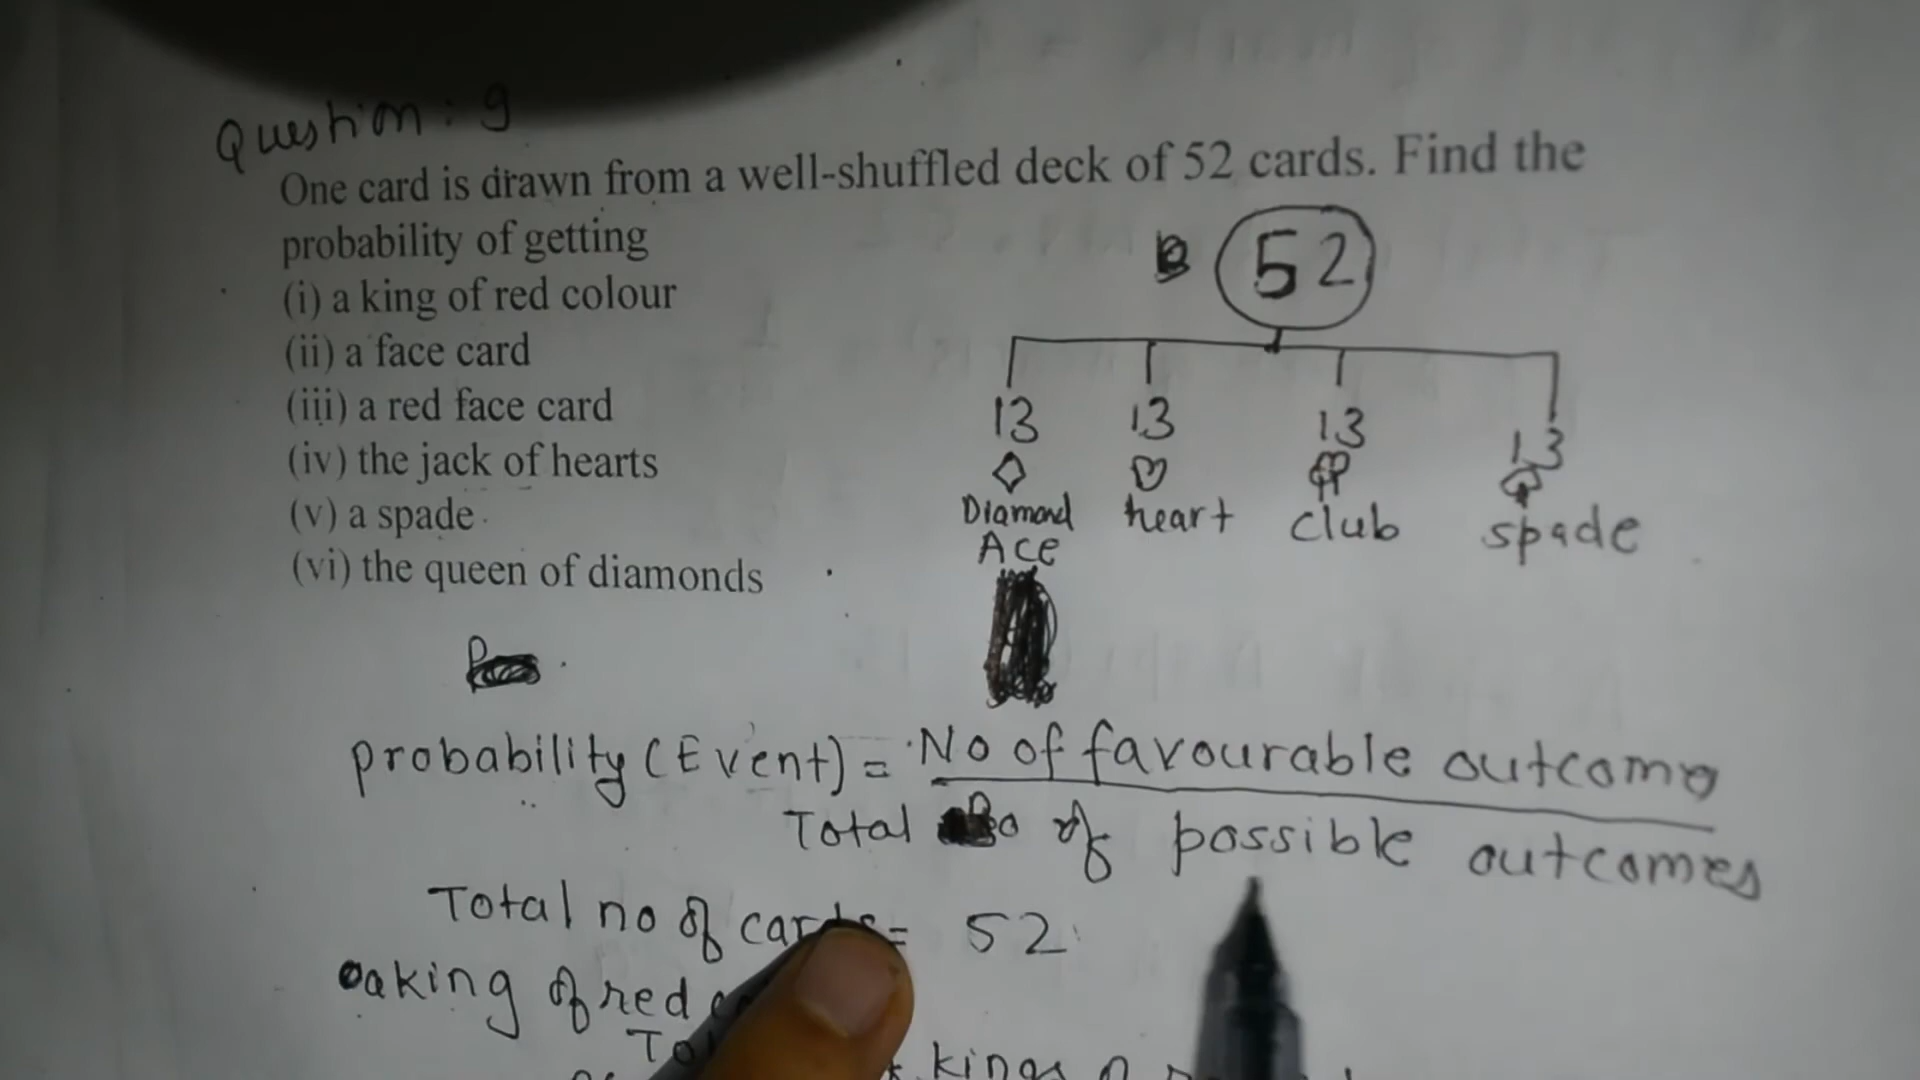 Question: 9
One card is drawn from a well-shuffled deck of 52 cards. Find the
probability of getting
(i) a king of red colour
(ii) a face card
(iii) a red face card
(iv) the jack of hearts
(v) a spade
(vi) the queen of diamonds
52
13 13 13 13
Diamond heart club spade
Ace
probability (Event) = No of favourable outcome
Total of possible outcomes
Total no of cards = 52
a king of red
kings